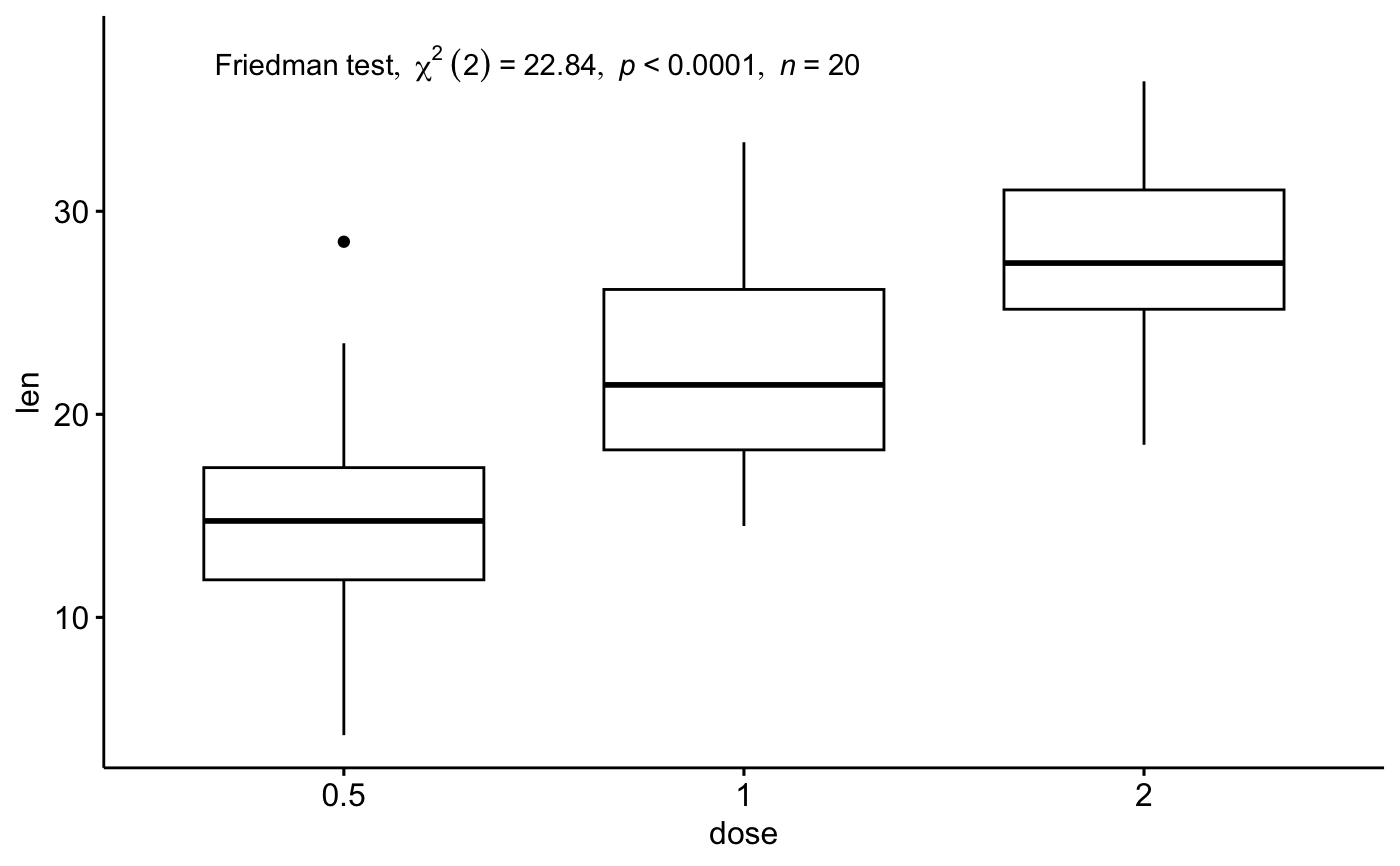 Friedman test, χ² (2) = 22.84, p < 0.0001, n = 20
30
20
10
len
0.5 1 2
dose